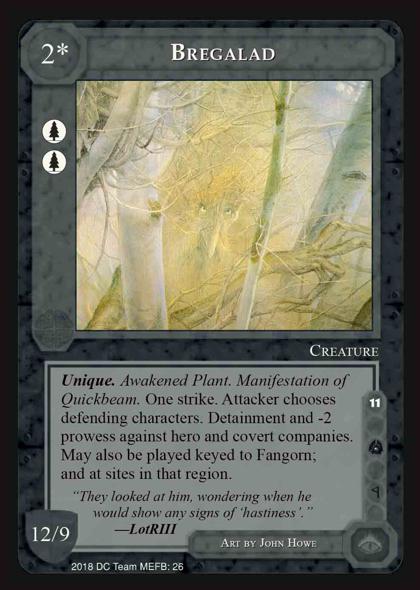 2*
BREGALAD
CREATURE
Unique. Awakened Plant. Manifestation of
Quickbeam. One strike. Attacker chooses
defending characters. Detainment and -2
prowess against hero and covert companies.
May also be played keyed to Fangorn;
and at sites in that region.
11
“They looked at him, wondering when he
would show any signs of ‘hastiness’.”
—LotRIII
12/9
ART BY JOHN HOWE
2018 DC Team MEFB: 26